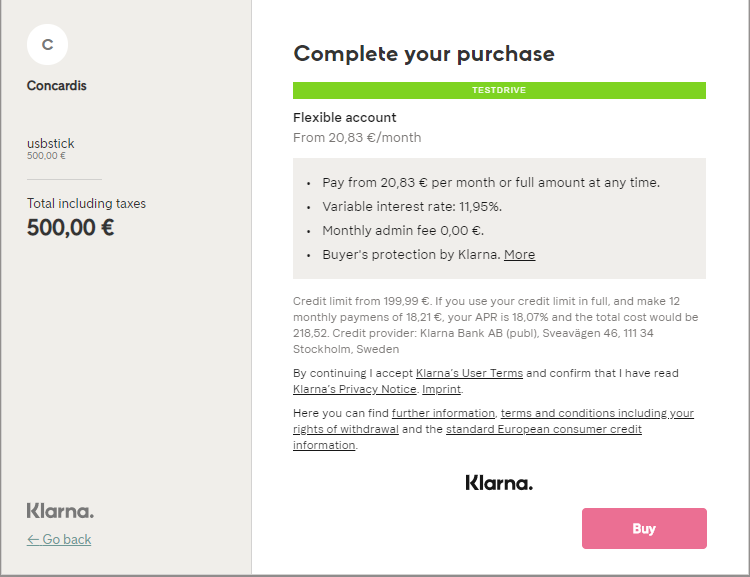 C
Concardis
usbstick
500,00 €
Total including taxes
500,00 €
Klarna.
← Go back
Complete your purchase
TESTDRIVE
Flexible account
From 20,83 €/month
• Pay from 20,83 € per month or full amount at any time.
• Variable interest rate: 11,95%.
• Monthly admin fee 0,00 €.
• Buyer's protection by Klarna. More
Credit limit from 199,99 €. If you use your credit limit in full, and make 12
monthly paymens of 18,21 €, your APR is 18,07% and the total cost would be
218,52. Credit provider: Klarna Bank AB (publ), Sveavägen 46, 111 34
Stockholm, Sweden
By continuing I accept Klarna's User Terms and confirm that I have read
Klarna's Privacy Notice. Imprint.
Here you can find further information, terms and conditions including your
rights of withdrawal and the standard European consumer credit
information.
Klarna.
Buy